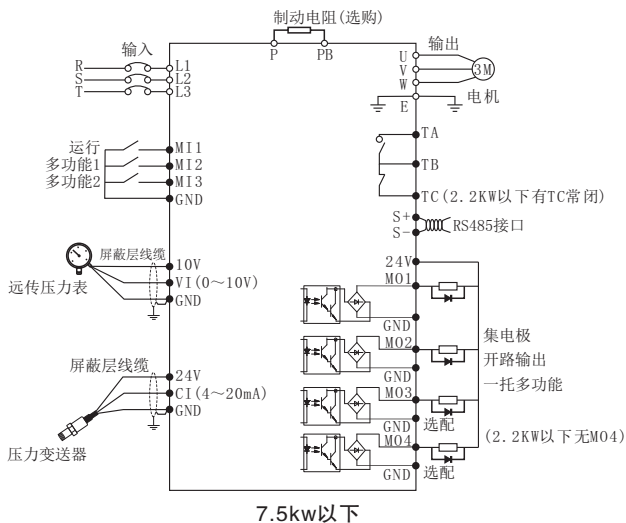 制动电阻(选购)
P PB
输入
R L1
S L2
T L3
输出
U
V
W
3M
E
电机
运行 MI1
多功能1 MI2
多功能2 MI3
GND
TA
TB
TC(2.2KW以下有TC常闭)
S+
S-
RS485接口
屏蔽层线缆
10V
VI(0～10V)
GND
远传压力表
屏蔽层线缆
24V
CI(4～20mA)
GND
压力变送器
24V
MO1
GND
MO2
GND
MO3
GND
选配
MO4
GND
选配
集电极
开路输出
一托多功能
(2.2KW以下无MO4)
7.5kw以下